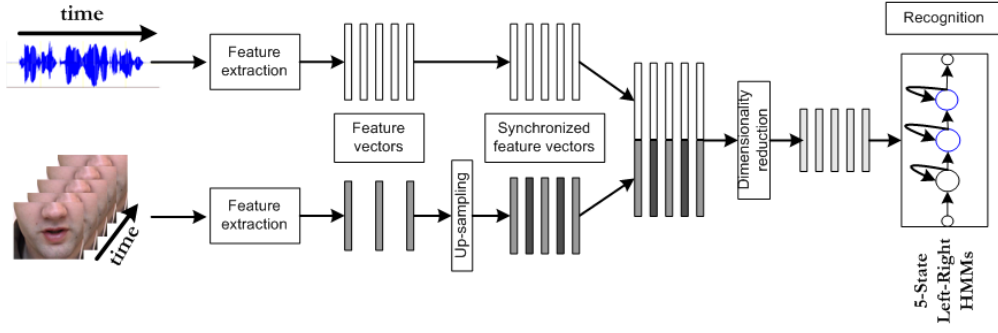 time
Feature
extraction
Feature
vectors
Synchronized
feature vectors
time
Feature
extraction
Up-sampling
Dimensionality
reduction
Recognition
5-State
Left-Right
HMMs